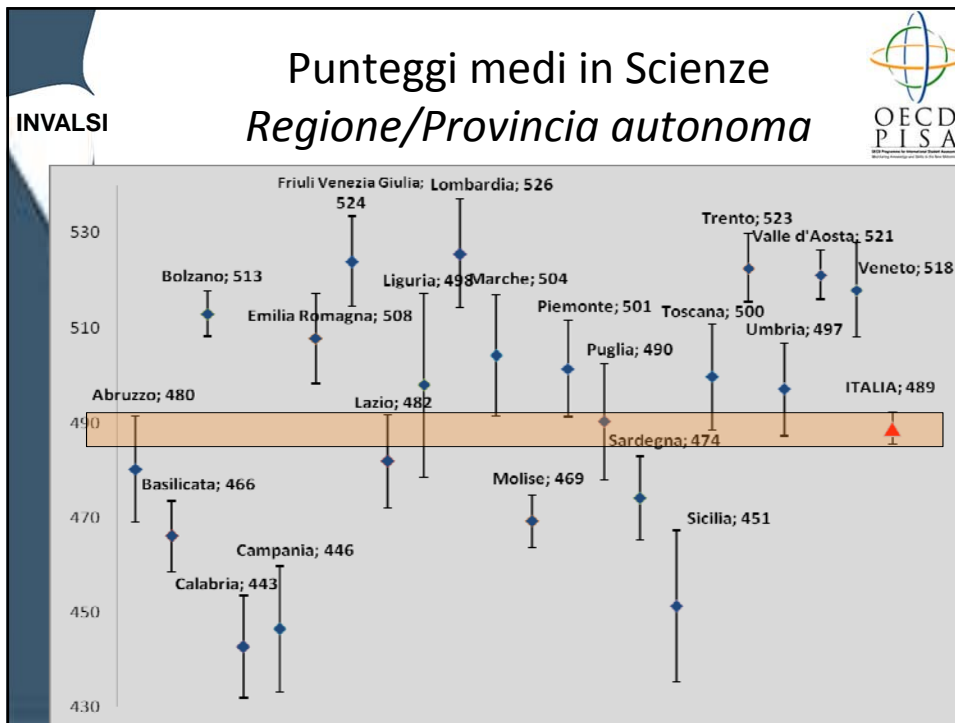 Punteggi medi in Scienze
Regione/Provincia autonoma
INVALSI
OECD
PISA
Friuli Venezia Giulia;
524
Lombardia; 526
Trento; 523
Valle d'Aosta; 521
Veneto; 518
Bolzano; 513
Liguria; 498
Marche; 504
Emilia Romagna; 508
Piemonte; 501
Toscana; 500
Umbria; 497
Puglia; 490
Abruzzo; 480
Lazio; 482
ITALIA; 489
Sardegna; 474
Basilicata; 466
Molise; 469
Sicilia; 451
Campania; 446
Calabria; 443
530
510
490
470
450
430